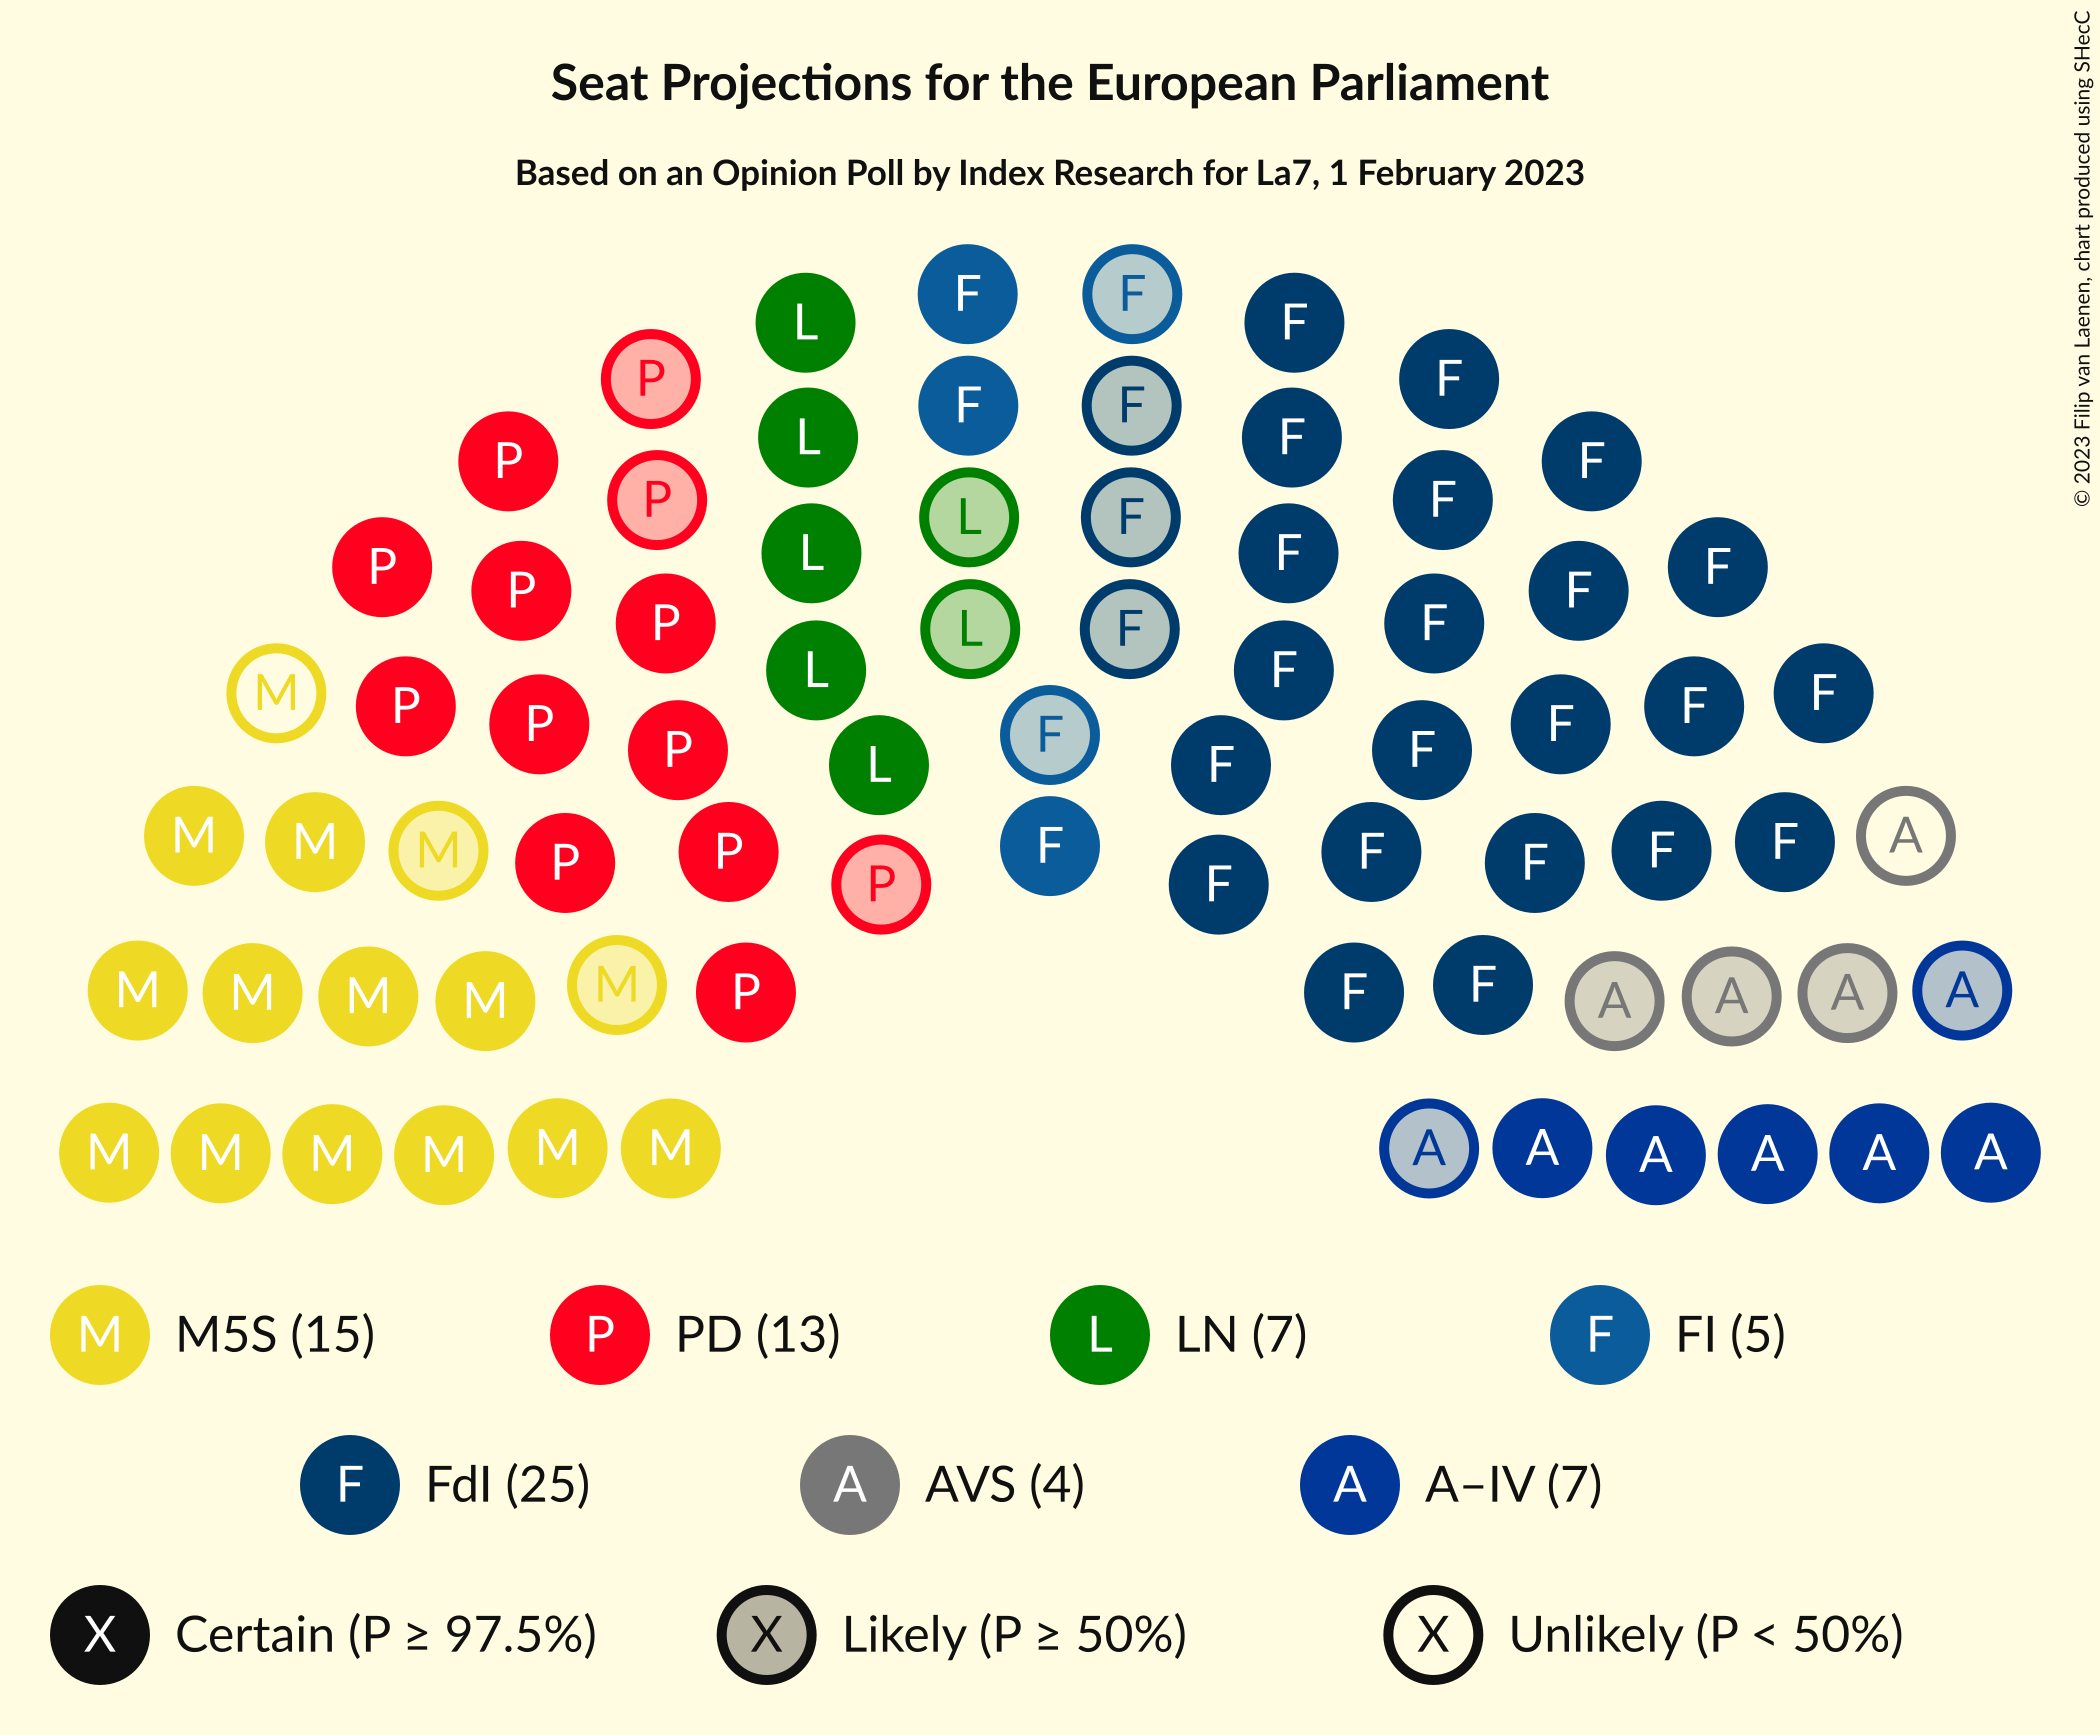 Seat Projections for the European Parliament
Based on an Opinion Poll by Index Research for La7, 1 February 2023
© 2023 Filip van Laenen, chart produced using SHecC
F F
L F
P F
F F
L F
P F
P F
L F
L F
P F
P F
P P F F
L F
P F
L L F F
M P F F
P P F F
L F F F
M M M P P P F F F F F F A
M M M M M P F F A A A A
M M M M M M A A A A A A
M M5S (15) P PD (13) L LN (7) F FI (5)
F FdI (25) A AVS (4) A A–IV (7)
X Certain (P ≥ 97.5%) X Likely (P ≥ 50%) X Unlikely (P < 50%)